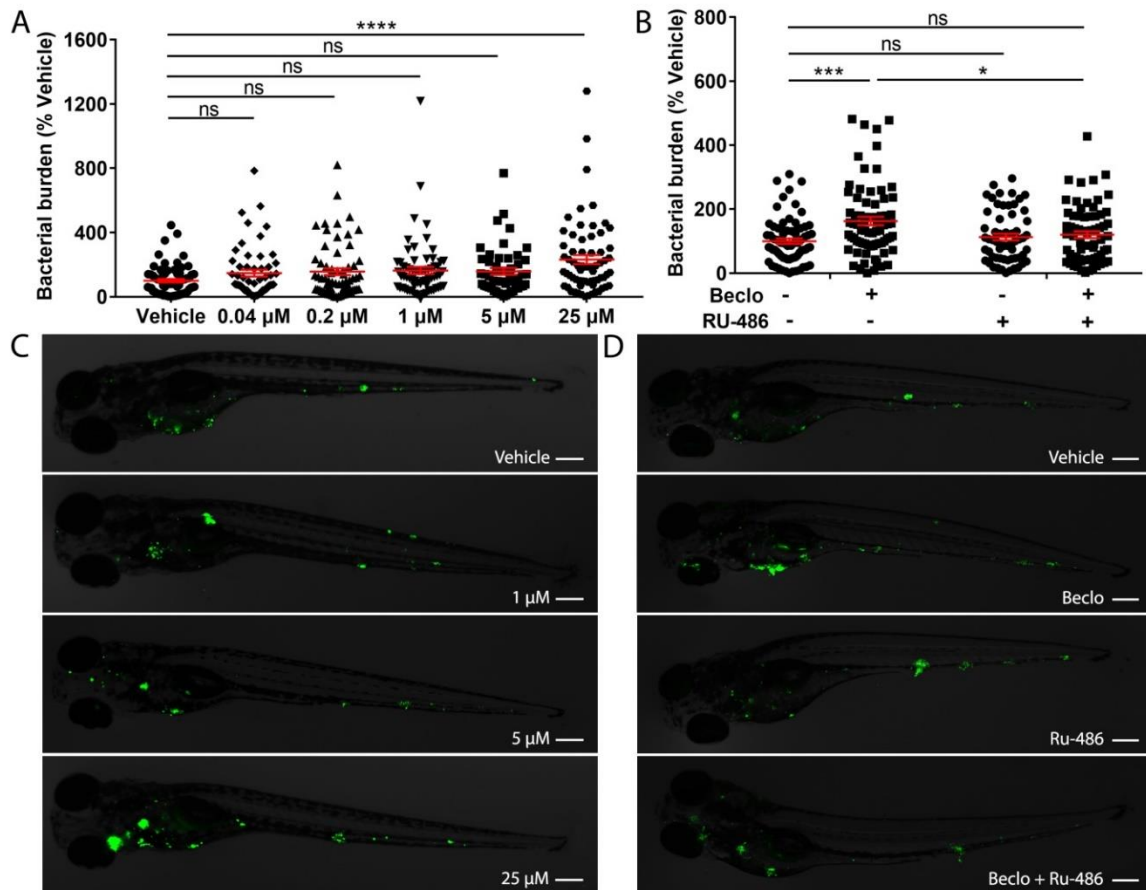 A
Bacterial burden (% Vehicle)
1600
1200
800
400
0
****
ns
ns
ns
ns
Vehicle 0.04 µM 0.2 µM 1 µM 5 µM 25 µM
B
Bacterial burden (% Vehicle)
800
600
400
200
0
ns
ns
*** *
Beclo - + - +
RU-486 - - + +
C
Vehicle
1 µM
5 µM
25 µM
D
Vehicle
Beclo
Ru-486
Beclo + Ru-486